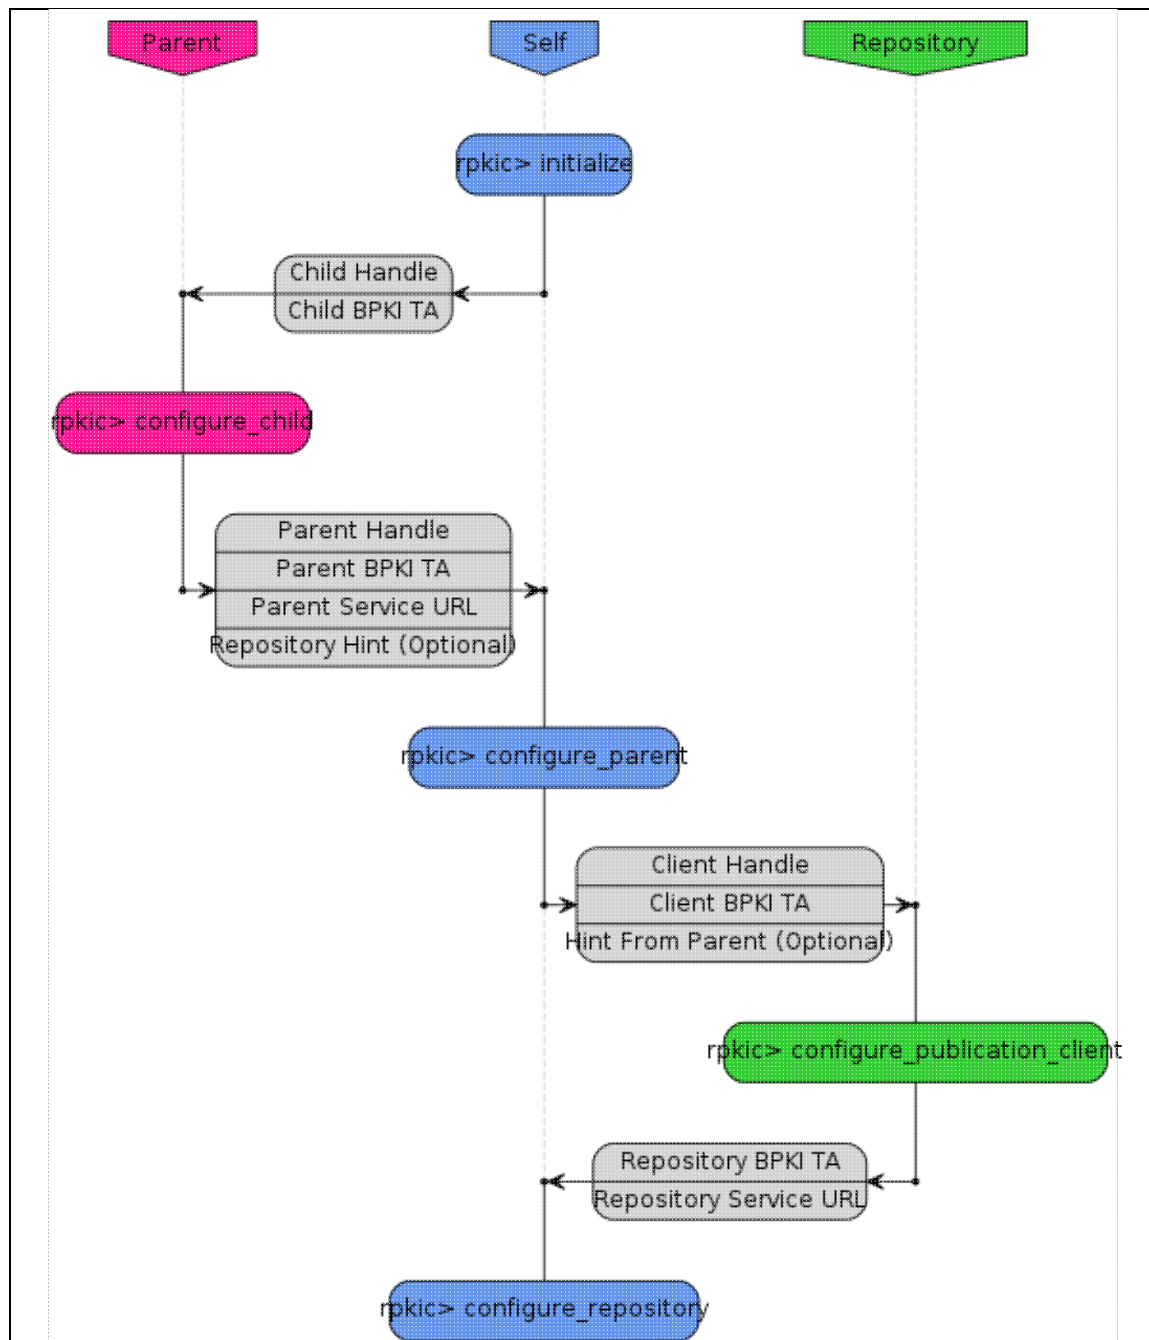 Parent
Self
Repository
rpkic> initialize
Child Handle
Child BPKI TA
rpkic> configure_child
Parent Handle
Parent BPKI TA
Parent Service URL
Repository Hint (Optional)
rpkic> configure_parent
Client Handle
Client BPKI TA
Hint From Parent (Optional)
rpkic> configure_publication_client
Repository BPKI TA
Repository Service URL
rpkic> configure_repository